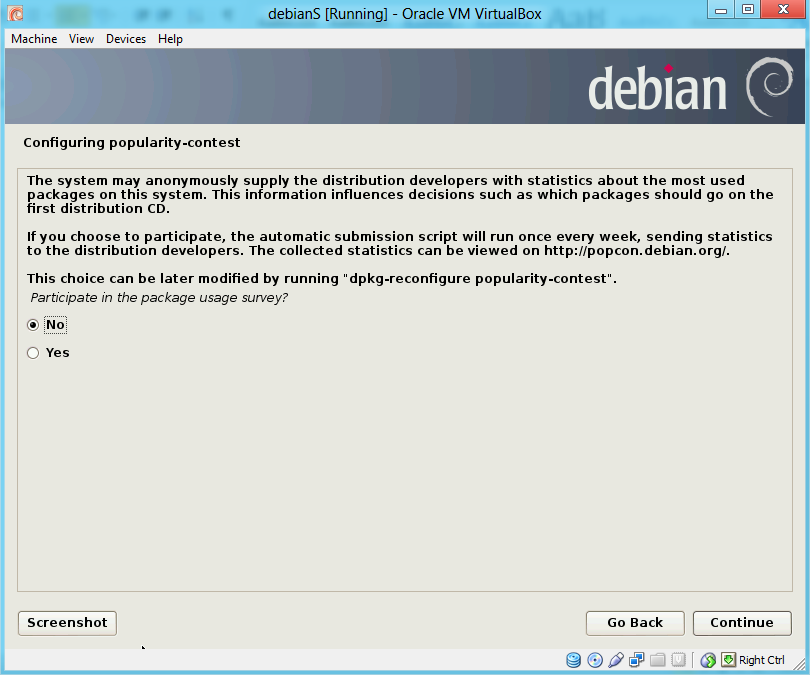 debianS [Running] - Oracle VM VirtualBox
Machine View Devices Help
debian
Configuring popularity-contest
The system may anonymously supply the distribution developers with statistics about the most used
packages on this system. This information influences decisions such as which packages should go on the
first distribution CD.
If you choose to participate, the automatic submission script will run once every week, sending statistics
to the distribution developers. The collected statistics can be viewed on http://popcon.debian.org/.
This choice can be later modified by running "dpkg-reconfigure popularity-contest".
Participate in the package usage survey?
No
Yes
Screenshot Go Back Continue
Right Ctrl